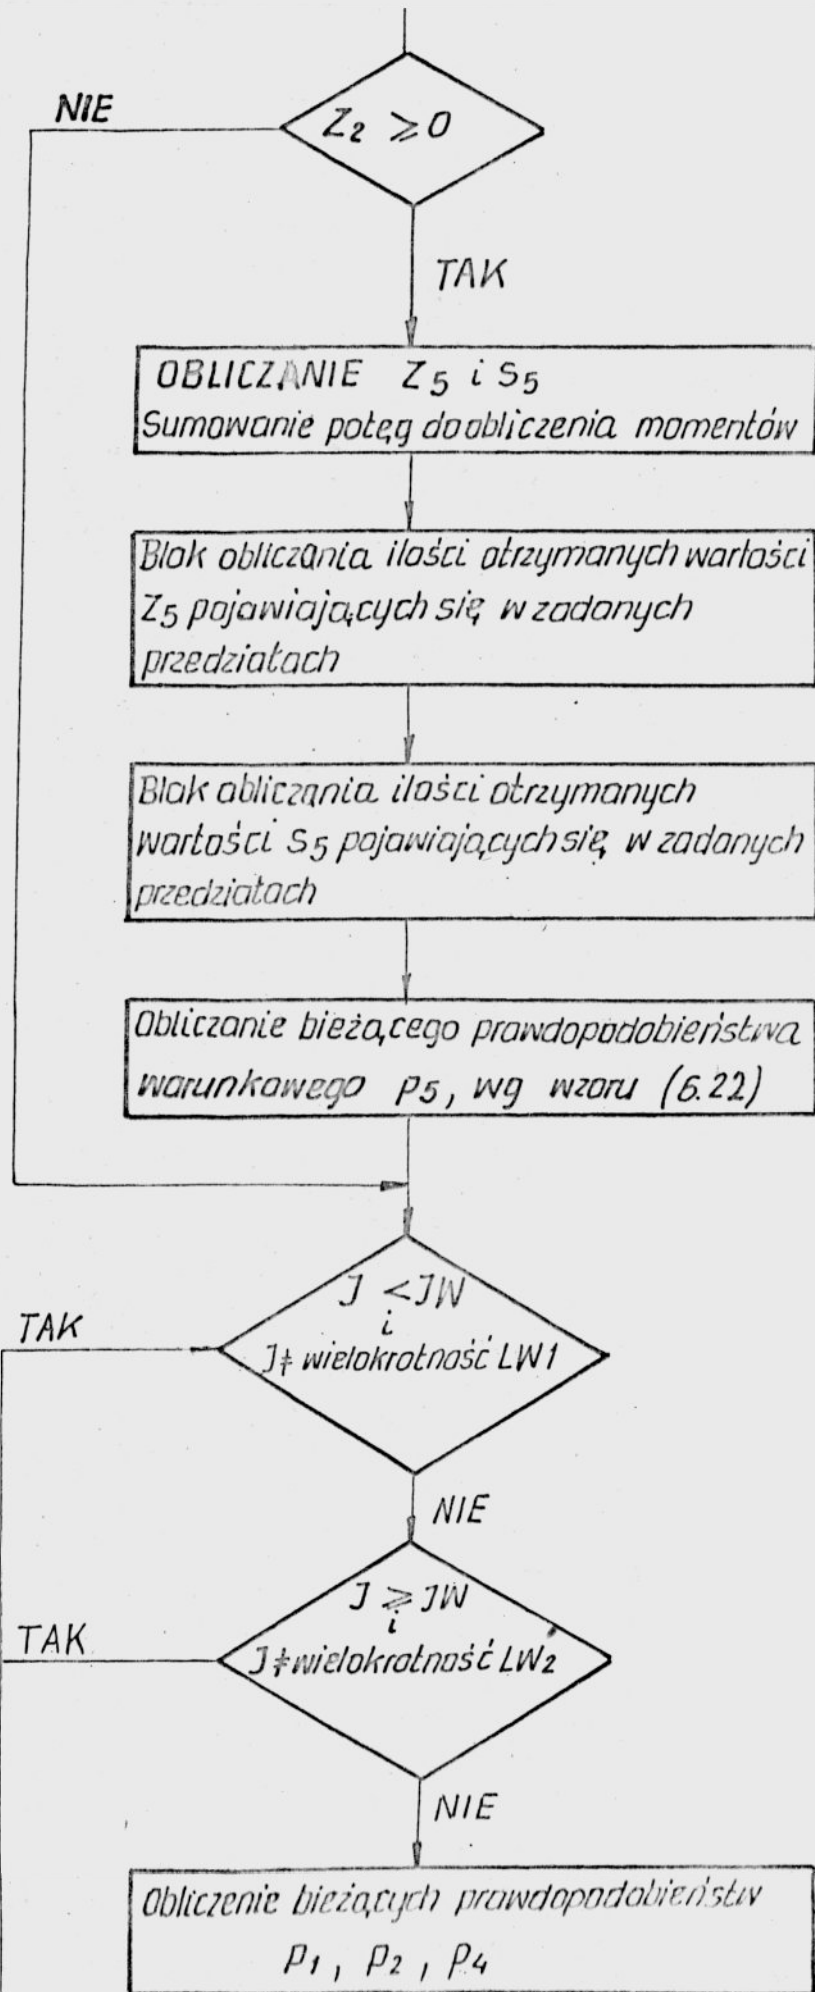 Z₂ ⩾ 0
NIE
TAK
OBLICZANIE Z₅ i S₅
Sumowanie potęg do obliczenia momentów
Blok obliczania ilości otrzymanych wartości
Z₅ pojawiających się w zadanych
przedziałach
Blok obliczania ilości otrzymanych
wartości S₅ pojawiających się w zadanych
przedziałach
Obliczanie bieżącego prawdopodobieństwa
warunkowego p₅, wg wzoru (6.22)
J < JW
i
J ≠ wielokrotność LW1
TAK
NIE
J ⩾ JW
i
J ≠ wielokrotność LW2
TAK
NIE
Obliczenie bieżących prawdopodobieństw
P₁, P₂, P₄